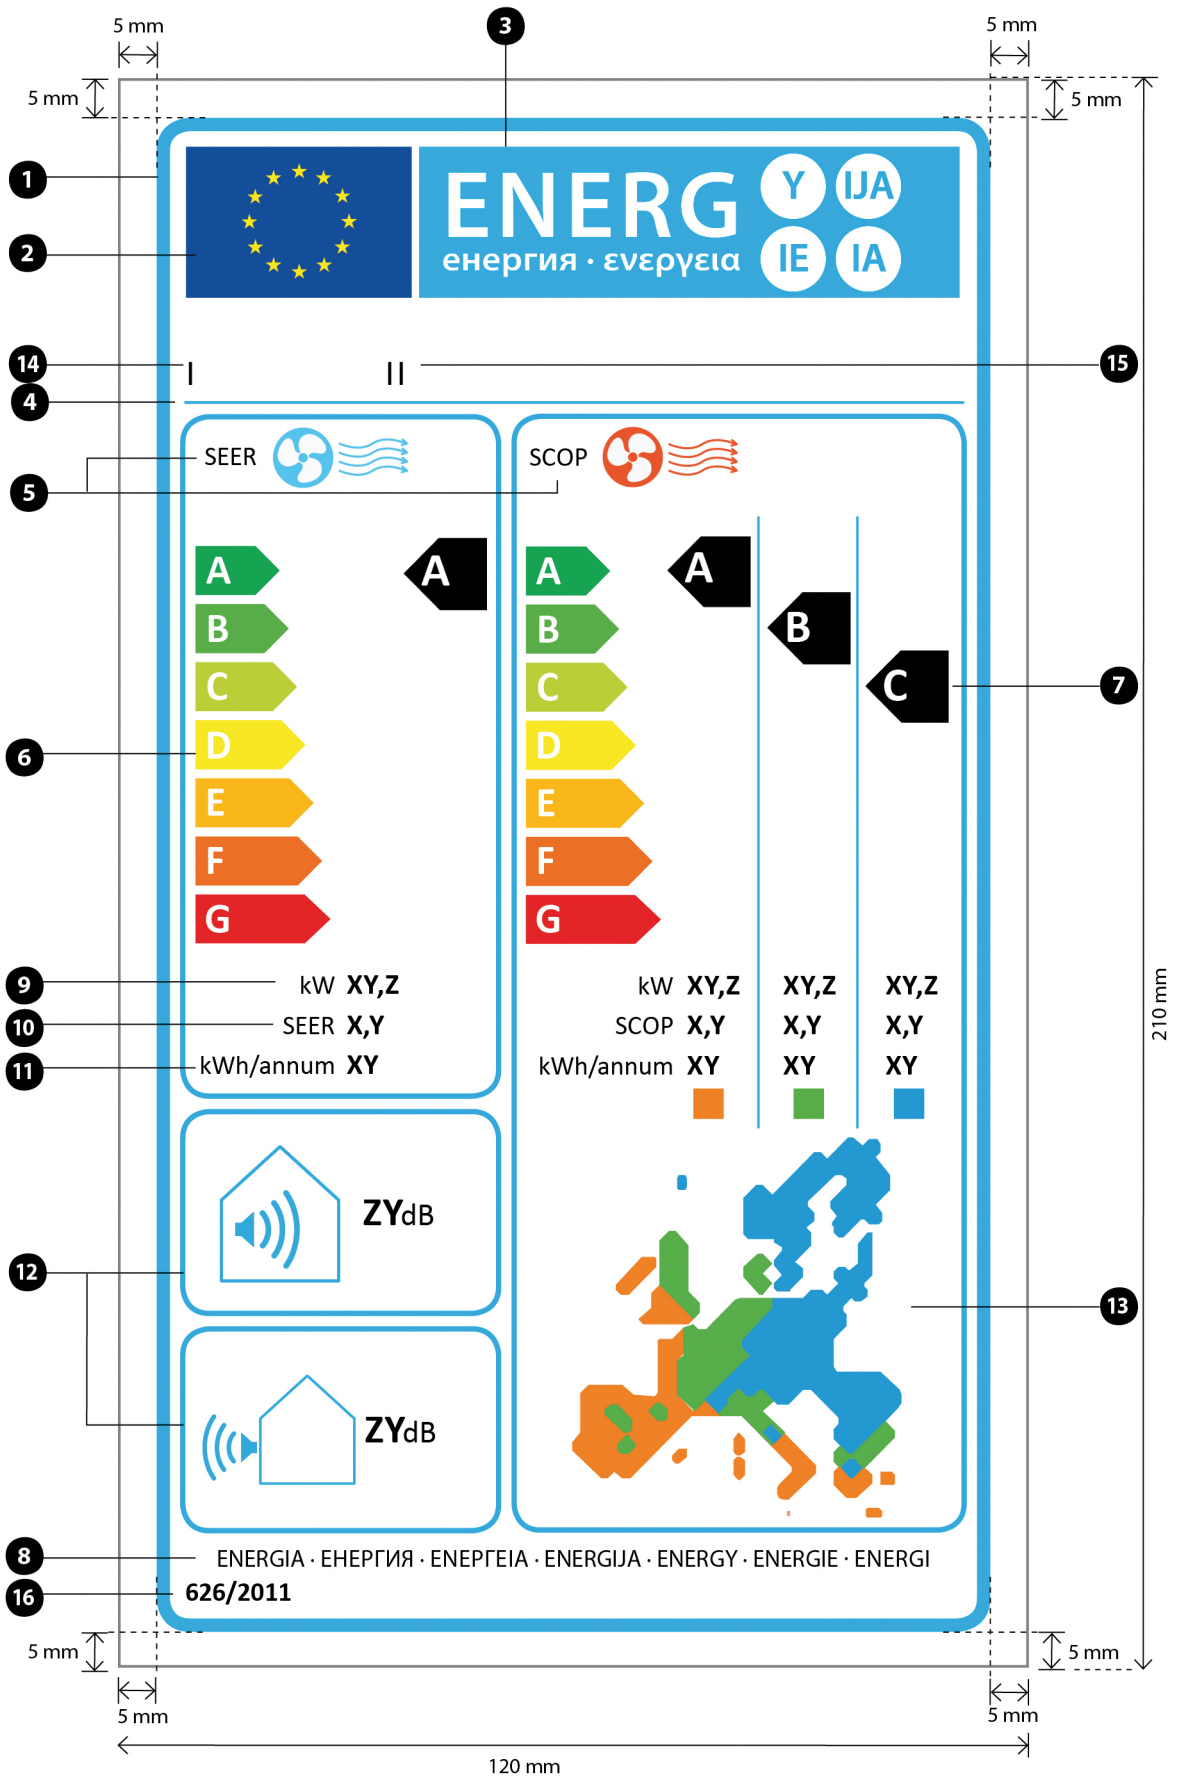 5 mm
3
5 mm
5 mm
5 mm
1
2
ENERG
Y
IJA
енергия · ενεργεια
IE
IA
14
I
II
15
4
SEER
SCOP
5
A
A
A
A
B
B
B
C
C
C
7
D
D
6
E
E
F
F
G
G
9
kW XY,Z
kW XY,Z XY,Z XY,Z
10
SEER X,Y
SCOP X,Y X,Y X,Y
11
kWh/annum XY
kWh/annum XY XY XY
210 mm
ZYdB
12
13
ZYdB
8
ENERGIA · ЕНЕРГИЯ · ΕΝΕΡΓΕΙΑ · ENERGIJA · ENERGY · ENERGIE · ENERGI
16
626/2011
5 mm
5 mm
5 mm
5 mm
120 mm